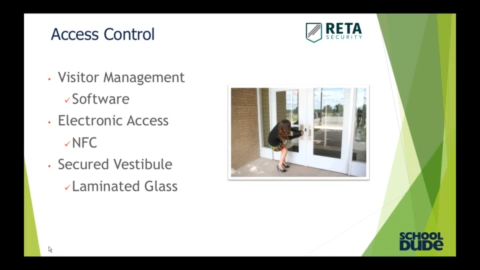 Access Control
RETA
SECURITY
Visitor Management
Software
Electronic Access
NFC
Secured Vestibule
Laminated Glass
SCHOOL
DUDE